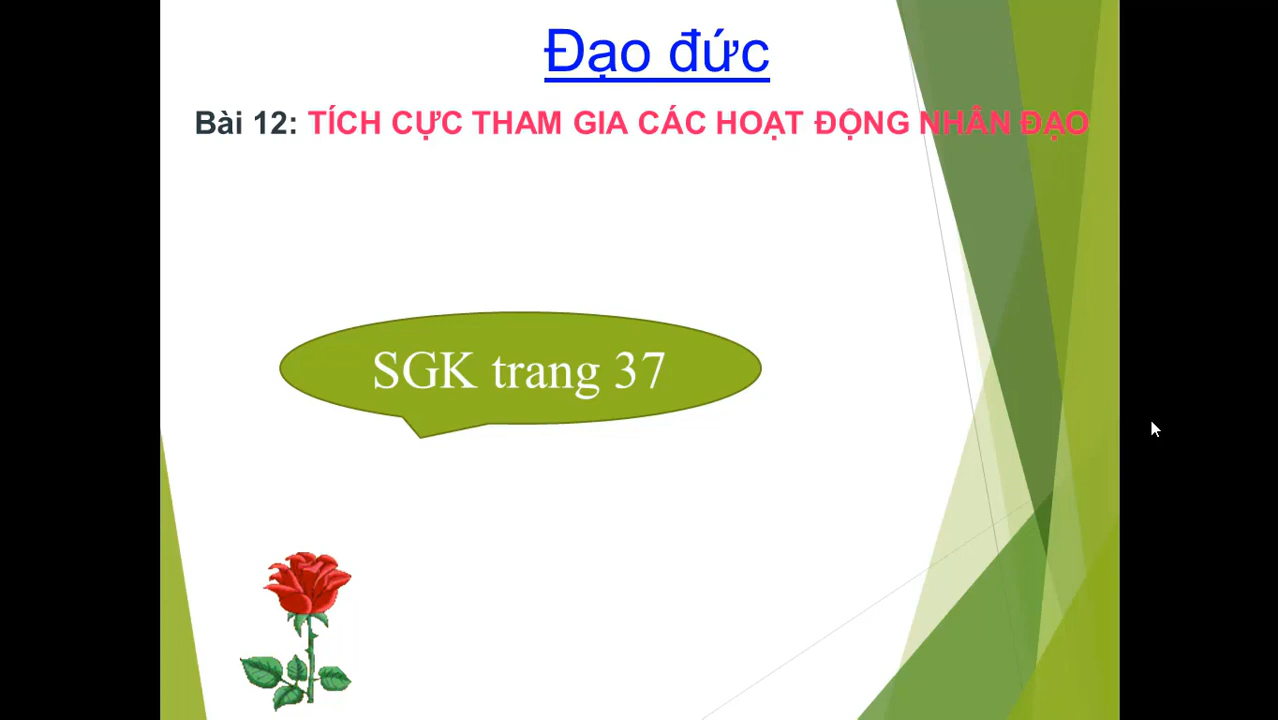 Đạo đức
Bài 12: TÍCH CỰC THAM GIA CÁC HOẠT ĐỘNG NHÂN ĐẠO
SGK trang 37